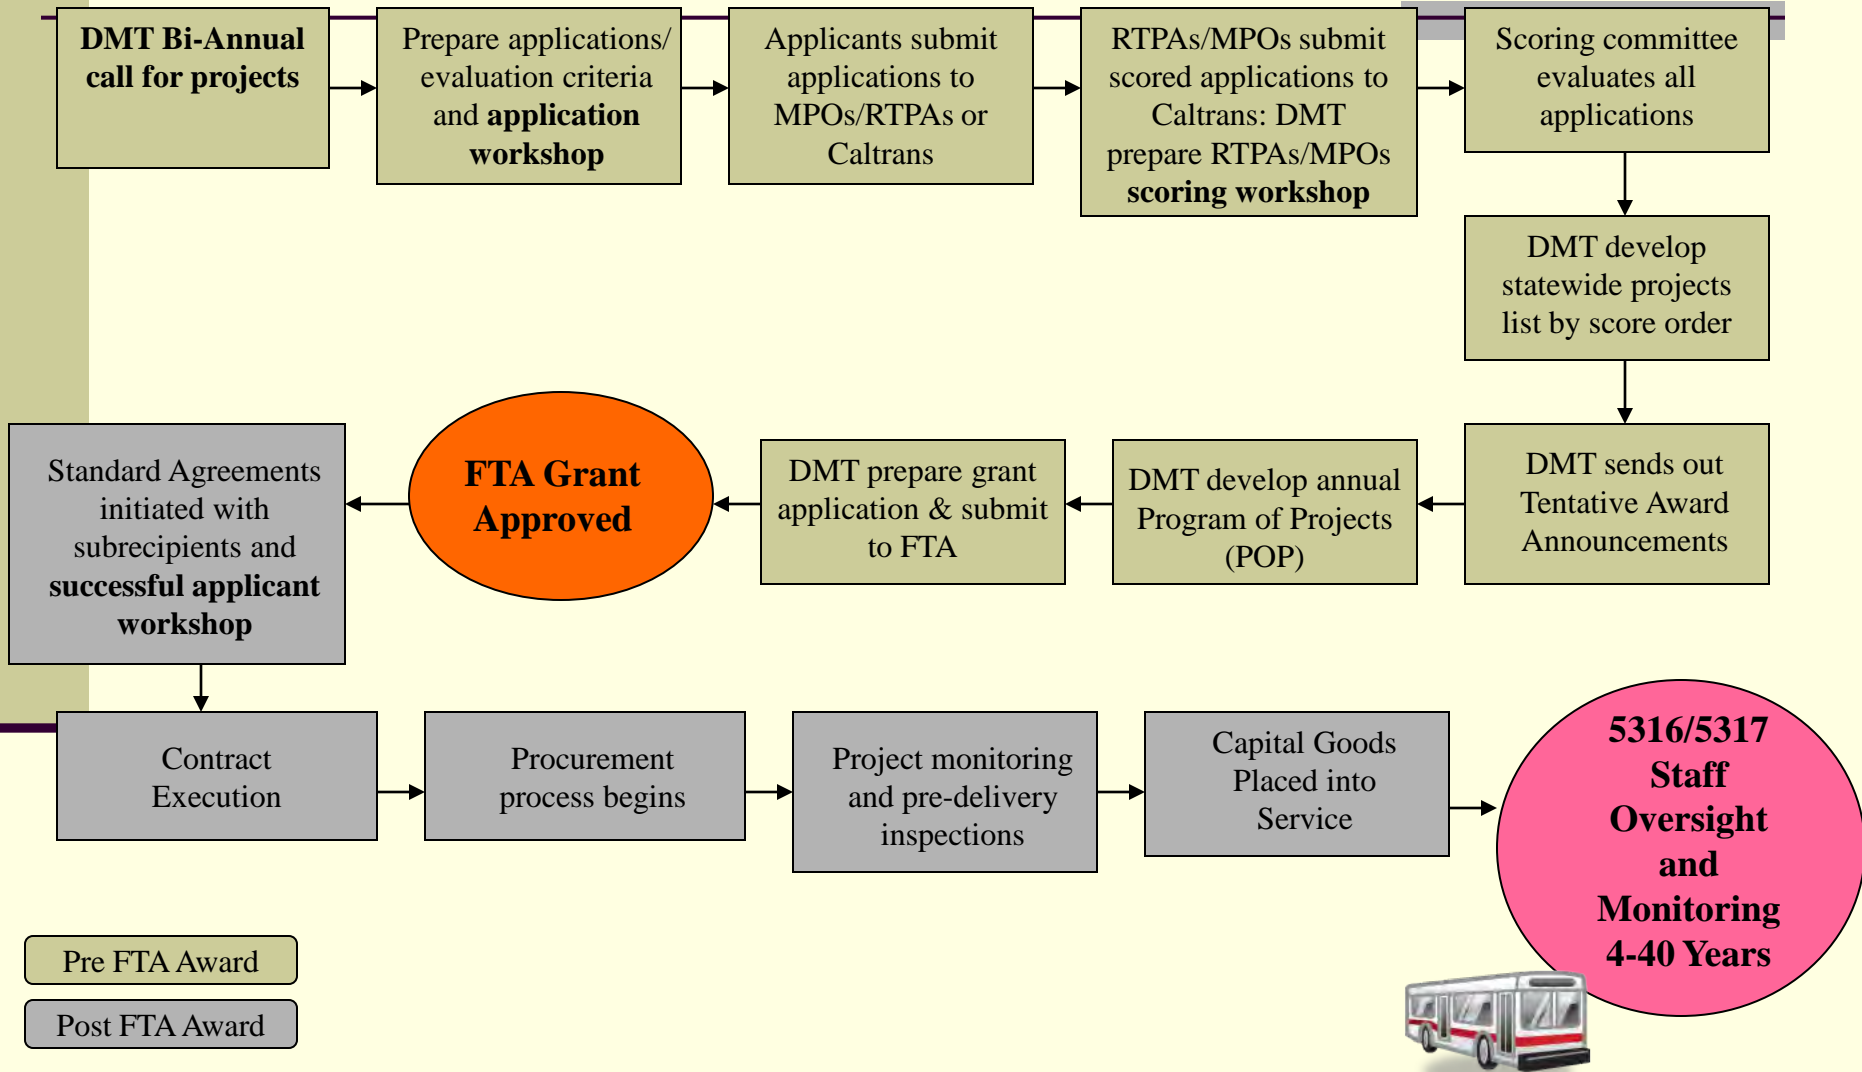 DMT Bi-Annual
call for projects
Prepare applications/
evaluation criteria
and application
workshop
Applicants submit
applications to
MPOs/RTPAs or
Caltrans
RTPAs/MPOs submit
scored applications to
Caltrans: DMT
prepare RTPAs/MPOs
scoring workshop
Scoring committee
evaluates all
applications
DMT develop
statewide projects
list by score order
DMT sends out
Tentative Award
Announcements
DMT develop annual
Program of Projects
(POP)
DMT prepare grant
application & submit
to FTA
FTA Grant
Approved
Standard Agreements
initiated with
subrecipients and
successful applicant
workshop
Contract
Execution
Procurement
process begins
Project monitoring
and pre-delivery
inspections
Capital Goods
Placed into
Service
5316/5317
Staff
Oversight
and
Monitoring
4-40 Years
Pre FTA Award
Post FTA Award